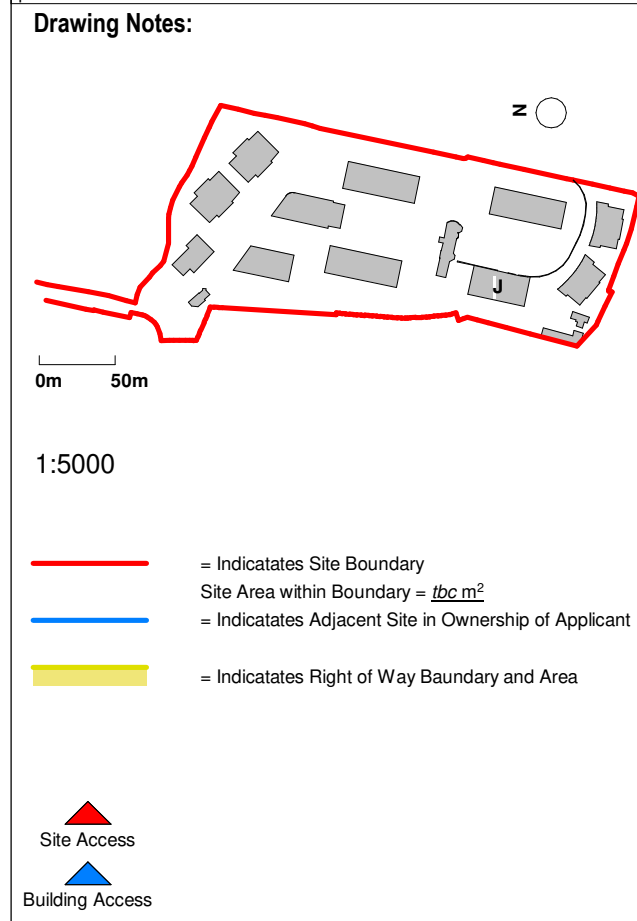 Drawing Notes:
N
J
0m 50m
1:5000
= Indicatates Site Boundary
Site Area within Boundary = tbc m²
= Indicatates Adjacent Site in Ownership of Applicant
= Indicatates Right of Way Baundary and Area
Site Access
Building Access